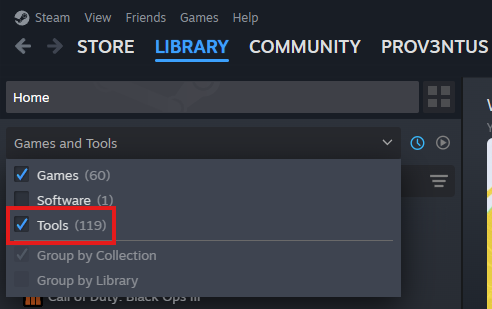 Steam View Friends Games Help
STORE LIBRARY COMMUNITY PROV3NTUS
Home
Games and Tools
Games (60)
Software (1)
Tools (119)
Group by Collection
Group by Library
Call of Duty: Black Ops III